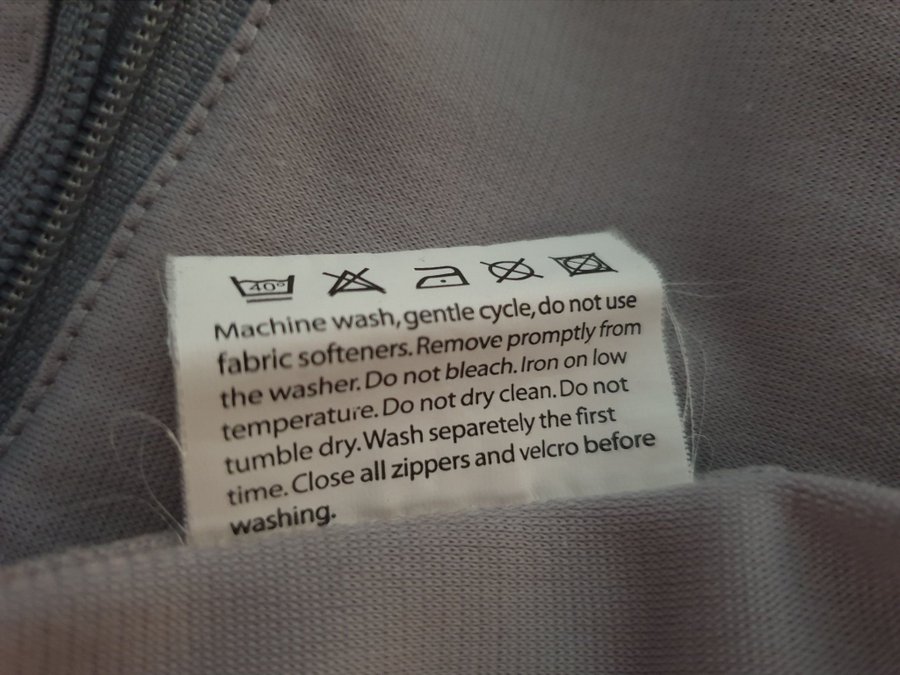 40°
Machine wash, gentle cycle, do not use
fabric softeners. Remove promptly from
the washer. Do not bleach. Iron on low
temperature. Do not dry clean. Do not
tumble dry. Wash separetely the first
time. Close all zippers and velcro before
washing.